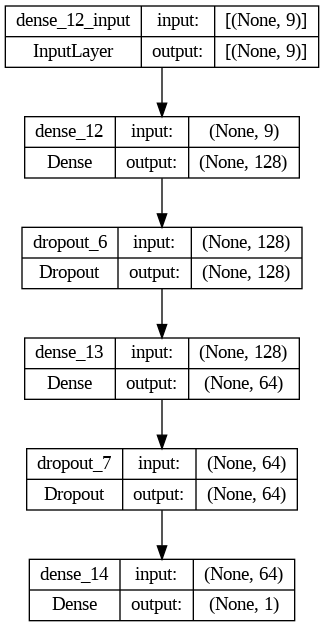 dense_12_input input: [(None, 9)]
InputLayer output: [(None, 9)]
dense_12 input: (None, 9)
Dense output: (None, 128)
dropout_6 input: (None, 128)
Dropout output: (None, 128)
dense_13 input: (None, 128)
Dense output: (None, 64)
dropout_7 input: (None, 64)
Dropout output: (None, 64)
dense_14 input: (None, 64)
Dense output: (None, 1)